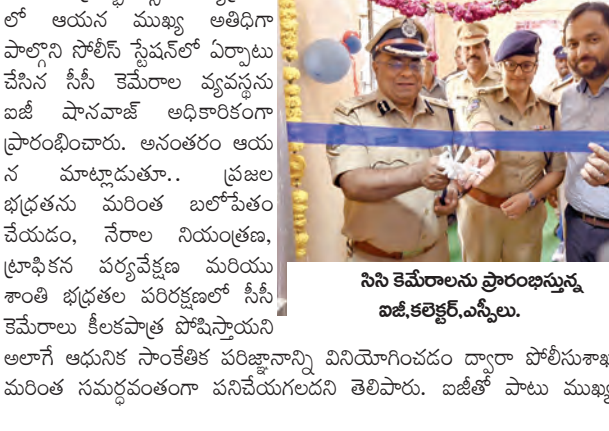 లో ఆయన ముఖ్య అతిథిగా
పాల్గొని సోలీస్ స్టేషన్‌లో ఏర్పాటు
చేసిన సీసీ కెమేరాల వ్యవస్థను
ఐజీ షానవాజ్ అధికారికంగా
ప్రారంభించారు. అనంతరం ఆయ
న మాట్లాడుతూ.. ప్రజల
భద్రతను మరింత బలోపేతం
చేయడం, నేరాల నియంత్రణ,
ట్రాఫికన పర్యవేక్షణ మరియు
శాంతి భద్రతల పరిరక్షణలో సీసీ
కెమేరాలు కీలకపాత్ర పోషిస్తాయని
సిసి కెమేరాలను ప్రారంభిస్తున్న
ఐజీ,కలెక్టర్,ఎస్పీలు.
అలాగే ఆధునిక సాంకేతిక పరిజ్ఞానాన్ని వినియోగించడం ద్వారా పోలీసుశాఖ
మరింత సమర్థవంతంగా పనిచేయగలదని తెలిపారు. ఐజీతో పాటు ముఖ్య